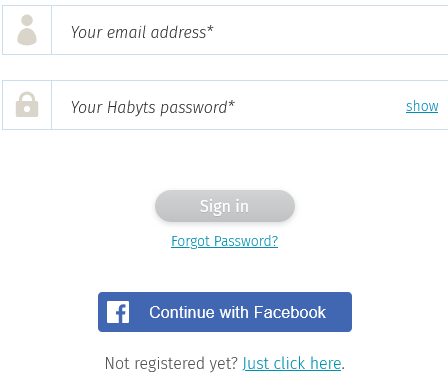 Your email address*
Your Habyts password*
show
Sign in
Forgot Password?
Continue with Facebook
Not registered yet? Just click here.